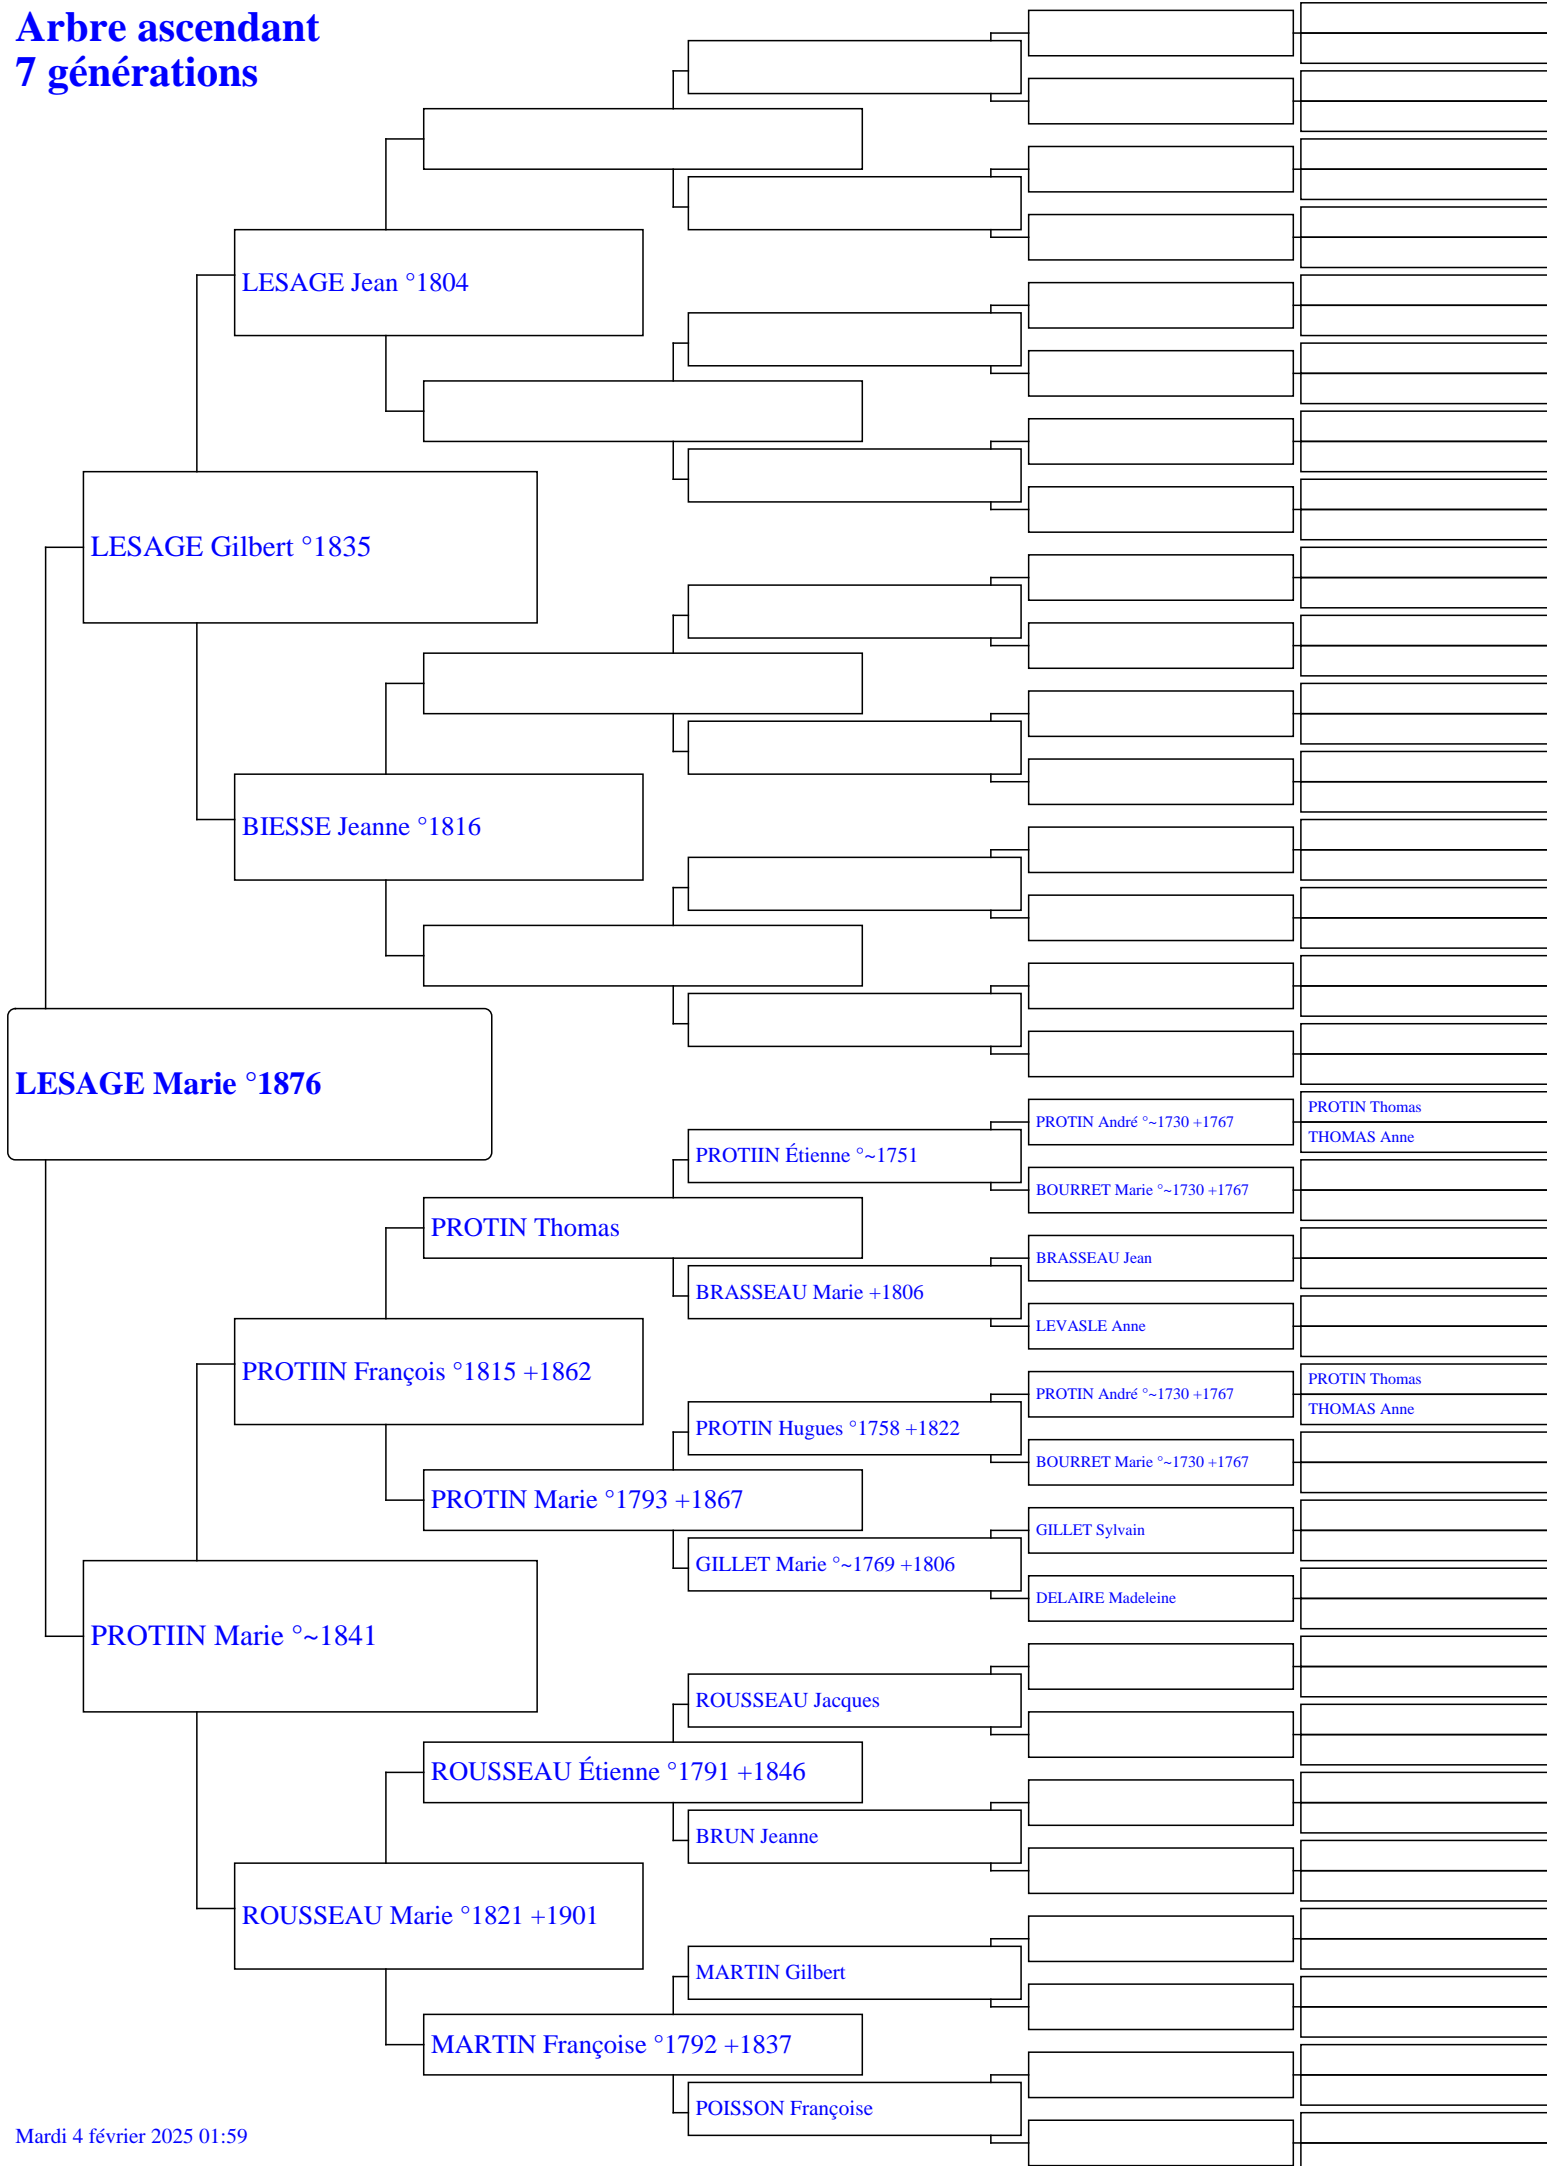 Arbre ascendant
7 générations
LESAGE Jean °1804
LESAGE Gilbert °1835
BIESSE Jeanne °1816
LESAGE Marie °1876
PROTIN Thomas
PROTIN André °~1730 +1767
THOMAS Anne
PROTIIN Étienne °~1751
BOURRET Marie °~1730 +1767
PROTIN Thomas
BRASSEAU Jean
BRASSEAU Marie +1806
LEVASLE Anne
PROTIIN François °1815 +1862
PROTIN Thomas
PROTIN André °~1730 +1767
THOMAS Anne
PROTIN Hugues °1758 +1822
BOURRET Marie °~1730 +1767
PROTIN Marie °1793 +1867
GILLET Sylvain
GILLET Marie °~1769 +1806
DELAIRE Madeleine
PROTIIN Marie °~1841
ROUSSEAU Jacques
ROUSSEAU Étienne °1791 +1846
BRUN Jeanne
ROUSSEAU Marie °1821 +1901
MARTIN Gilbert
MARTIN Françoise °1792 +1837
POISSON Françoise
Mardi 4 février 2025 01:59